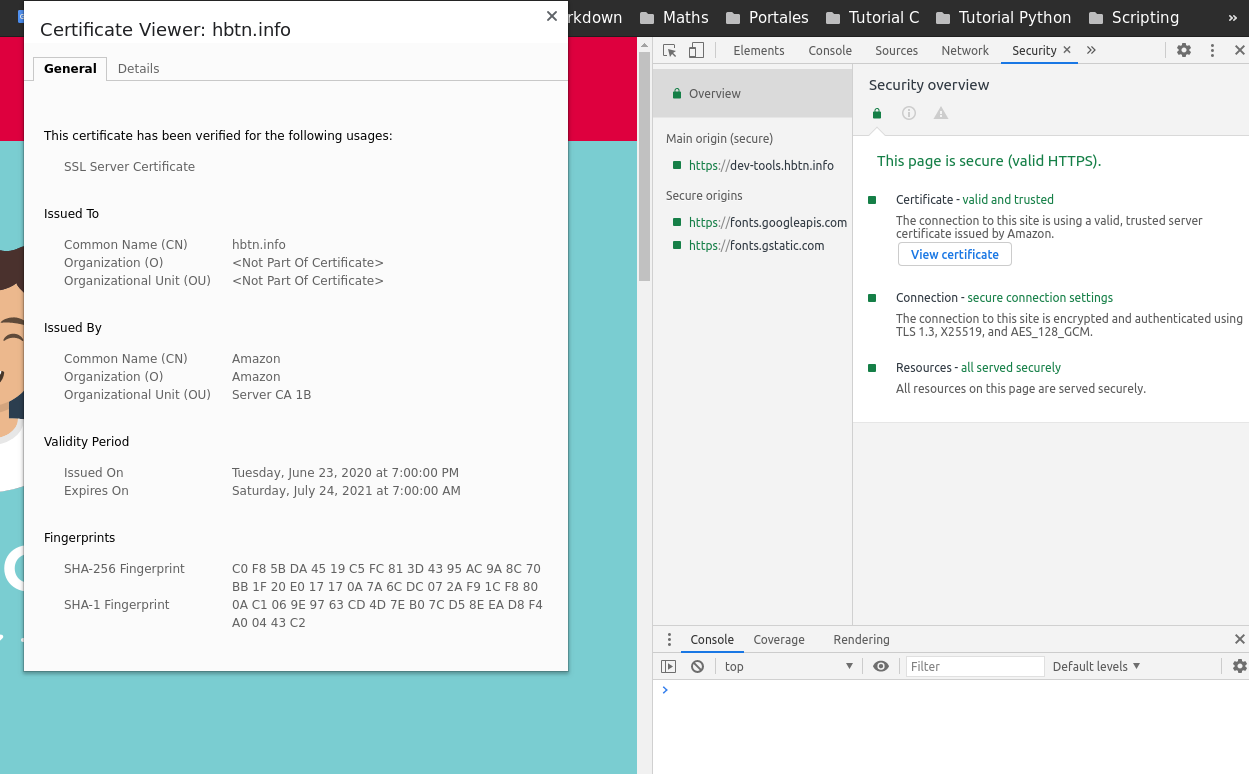 rkdown
Maths
Portales
Tutorial C
Tutorial Python
Scripting
»
Certificate Viewer: hbtn.info
General
Details
This certificate has been verified for the following usages:
SSL Server Certificate
Issued To
Common Name (CN) hbtn.info
Organization (O) <Not Part Of Certificate>
Organizational Unit (OU) <Not Part Of Certificate>
Issued By
Common Name (CN) Amazon
Organization (O) Amazon
Organizational Unit (OU) Server CA 1B
Validity Period
Issued On Tuesday, June 23, 2020 at 7:00:00 PM
Expires On Saturday, July 24, 2021 at 7:00:00 AM
Fingerprints
SHA-256 Fingerprint C0 F8 5B DA 45 19 C5 FC 81 3D 43 95 AC 9A 8C 70
BB 1F 20 E0 17 17 0A 7A 6C DC 07 2A F9 1C F8 80
SHA-1 Fingerprint 0A C1 06 9E 97 63 CD 4D 7E B0 7C D5 8E EA D8 F4
A0 04 43 C2
Elements
Console
Sources
Network
Security
»
Overview
Main origin (secure)
https://dev-tools.hbtn.info
Secure origins
https://fonts.googleapis.com
https://fonts.gstatic.com
Security overview
This page is secure (valid HTTPS).
Certificate - valid and trusted
The connection to this site is using a valid, trusted server
certificate issued by Amazon.
View certificate
Connection - secure connection settings
The connection to this site is encrypted and authenticated using
TLS 1.3, X25519, and AES_128_GCM.
Resources - all served securely
All resources on this page are served securely.
Console
Coverage
Rendering
top
Filter
Default levels